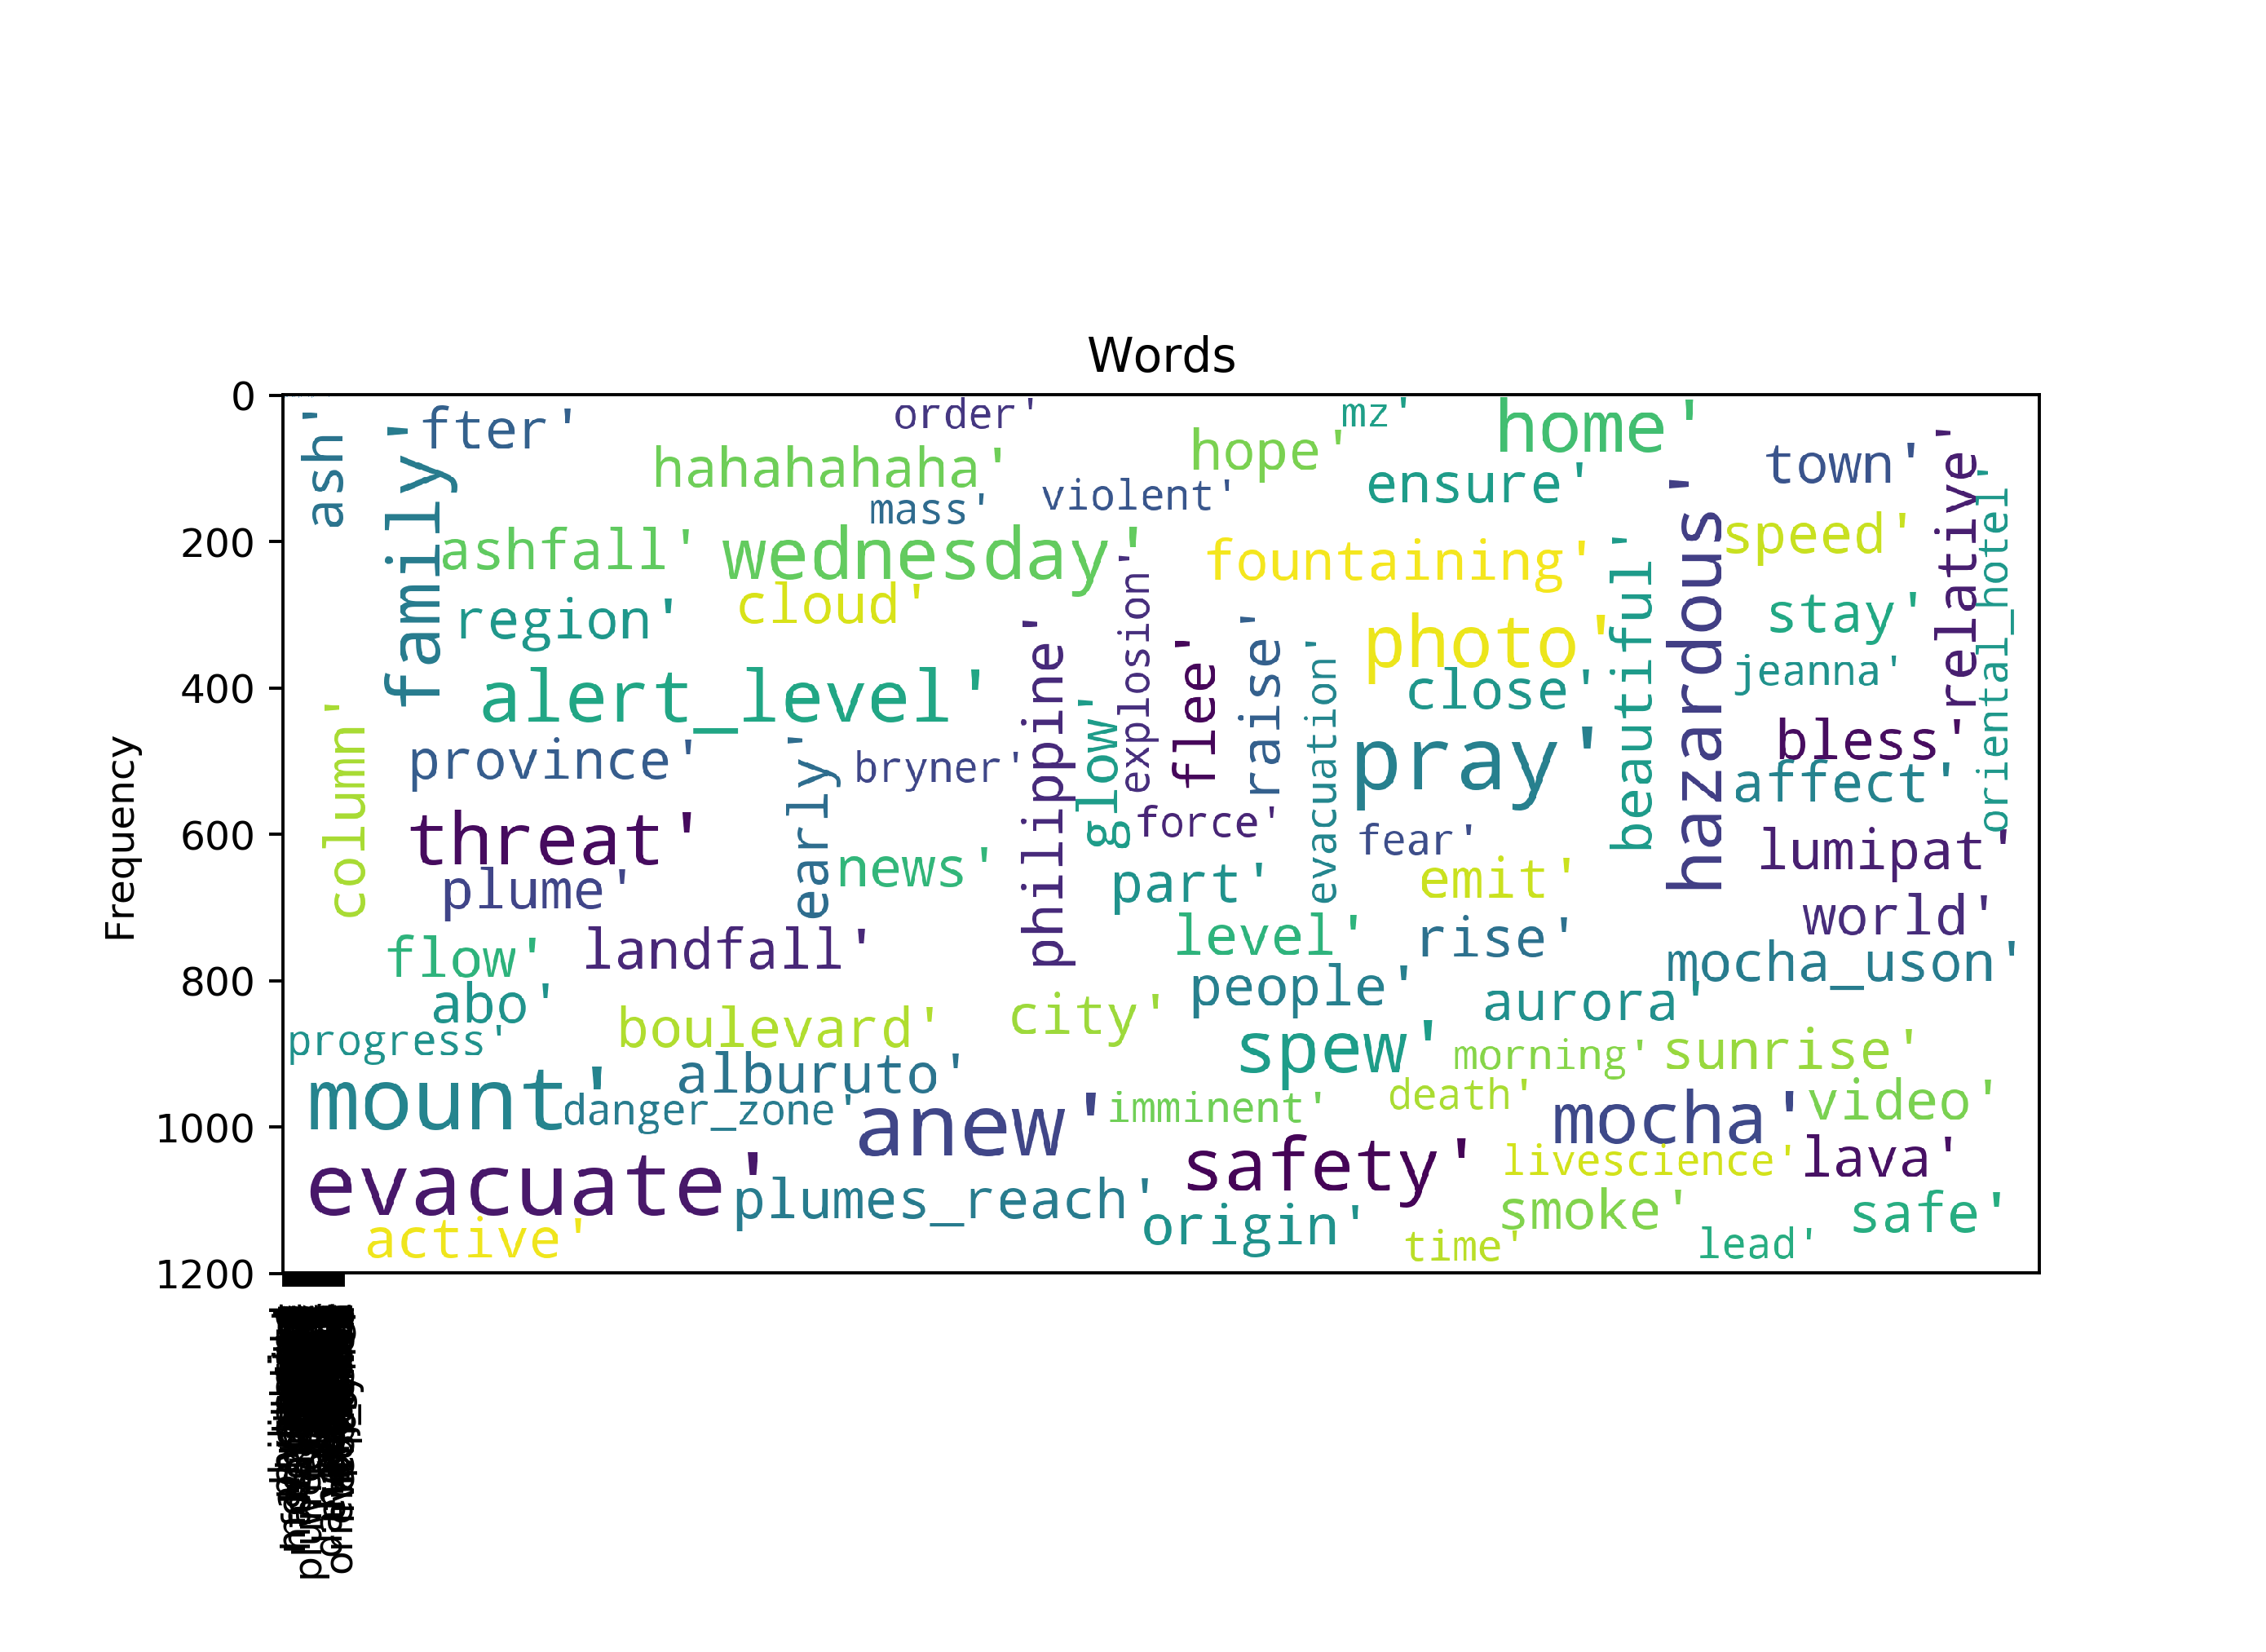 Words
Frequency
0
200
400
600
800
1000
1200
ash'
family'
fter'
order'
mz'
home'
hahahahaha'
hope'
ensure'
town'
relative'
oriental_hotel'
mass'
violent'
ashfall'
wednesday'
fountaining'
speed'
hazardous'
beautiful'
region'
cloud'
explosion'
photo'
stay'
alert_level'
philippine'
flee'
raise'
evacuation'
close'
jeanna'
column'
province'
early'
bryner'
glow'
pray'
bless'
affect'
threat'
news'
force'
fear'
lumipat'
plume'
part'
emit'
world'
flow'
landfall'
level'
rise'
mocha_uson'
abo'
people'
aurora'
progress'
boulevard'
city'
spew'
morning'
sunrise'
mount'
alburuto'
danger_zone'
anew'
imminent'
death'
mocha'
video'
evacuate'
plumes_reach'
safety'
livescience'
lava'
active'
origin'
smoke'
safe'
time'
lead'